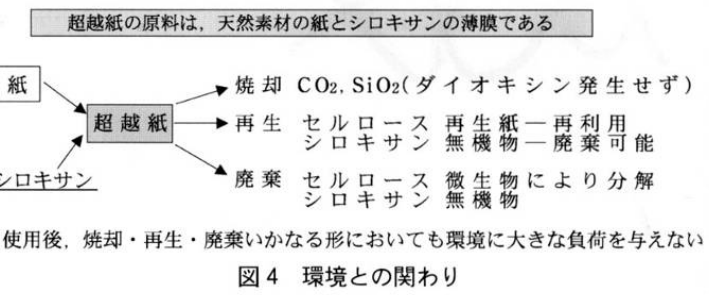 超越紙の原料は，天然素材の紙とシロキサンの薄膜である
紙
超越紙
シロキサン
焼却 CO2, SiO2(ダイオキシン発生せず)
再生 セルロース 再生紙―再利用
シロキサン 無機物―廃棄可能
廃棄 セルロース 微生物により分解
シロキサン 無機物
使用後，焼却・再生・廃棄いかなる形においても環境に大きな負荷を与えない
図4 環境との関わり